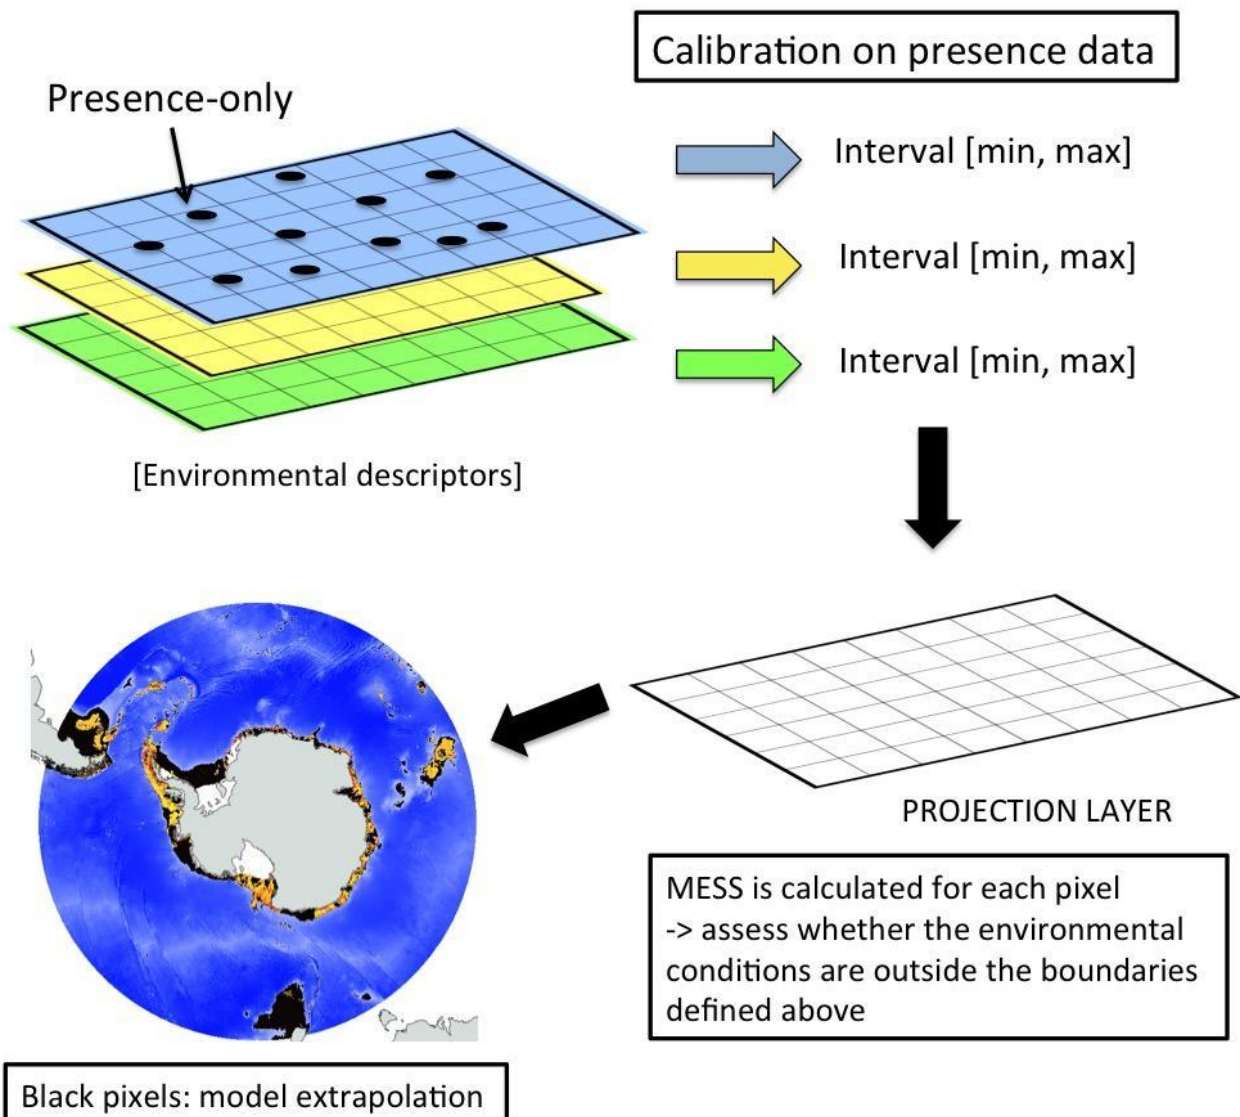 Calibration on presence data
Presence-only
Interval [min, max]
Interval [min, max]
Interval [min, max]
[Environmental descriptors]
PROJECTION LAYER
MESS is calculated for each pixel
-> assess whether the environmental
conditions are outside the boundaries
defined above
Black pixels: model extrapolation